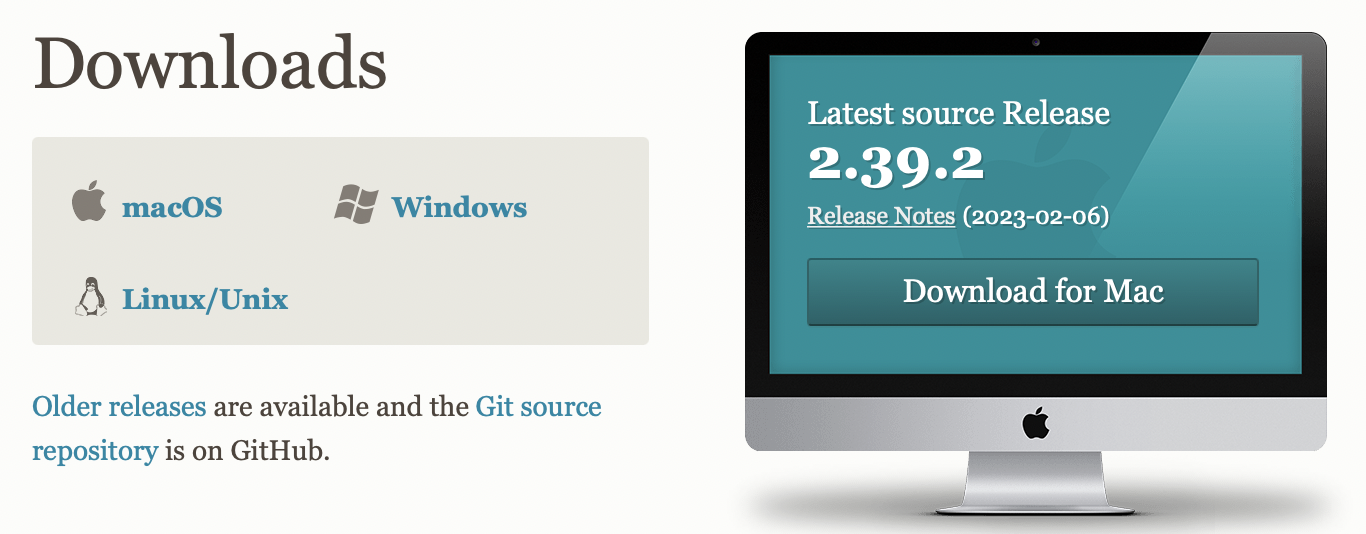 Downloads
macOS
Windows
Linux/Unix
Older releases are available and the Git source
repository is on GitHub.
Latest source Release
2.39.2
Release Notes (2023-02-06)
Download for Mac